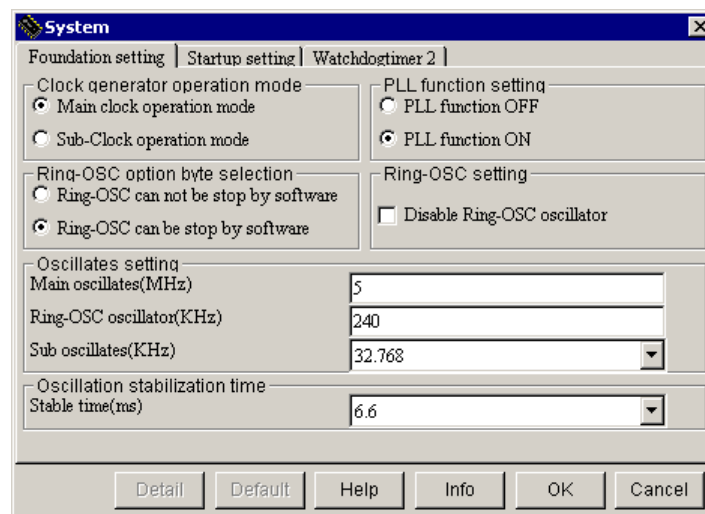 System
Foundation setting Startup setting Watchdogtimer 2
Clock generator operation mode
Main clock operation mode
Sub-Clock operation mode
PLL function setting
PLL function OFF
PLL function ON
Ring-OSC option byte selection
Ring-OSC can not be stop by software
Ring-OSC can be stop by software
Ring-OSC setting
Disable Ring-OSC oscillator
Oscillates setting
Main oscillates(MHz) 5
Ring-OSC oscillator(KHz) 240
Sub oscillates(KHz) 32.768
Oscillation stabilization time
Stable time(ms) 6.6
Detail Default Help Info OK Cancel